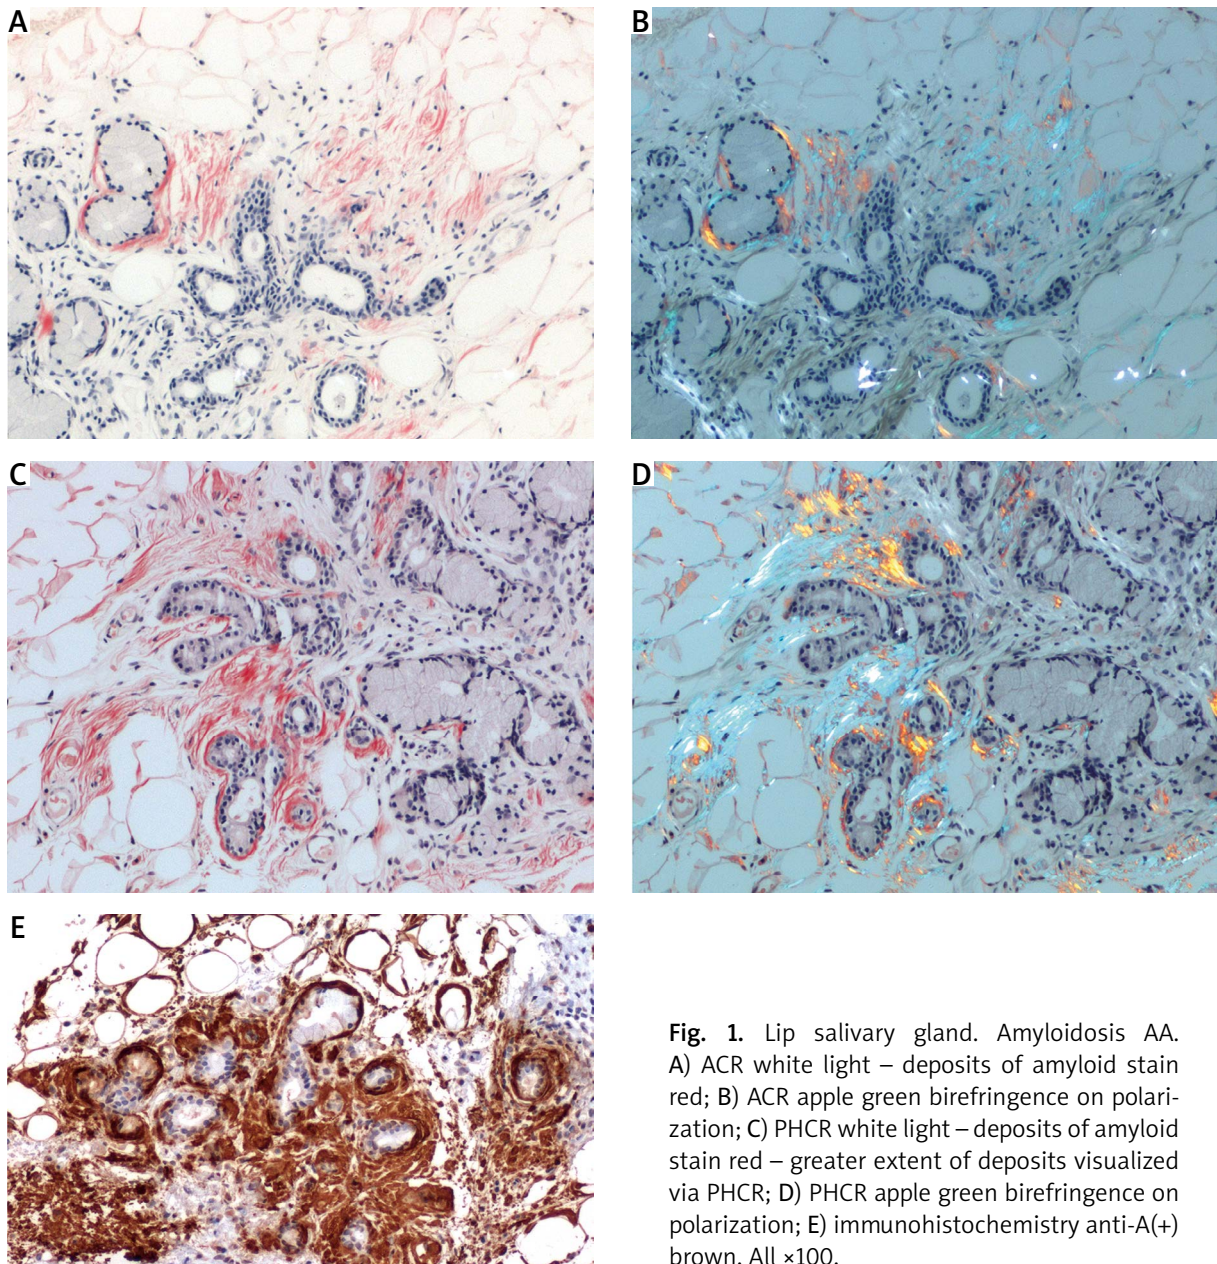 A
B
C
D
E
Fig. 1. Lip salivary gland. Amyloidosis AA.
A) ACR white light – deposits of amyloid stain
red; B) ACR apple green birefringence on polari-
zation; C) PHCR white light – deposits of amyloid
stain red – greater extent of deposits visualized
via PHCR; D) PHCR apple green birefringence on
polarization; E) immunohistochemistry anti-A(+)
brown. All ×100.